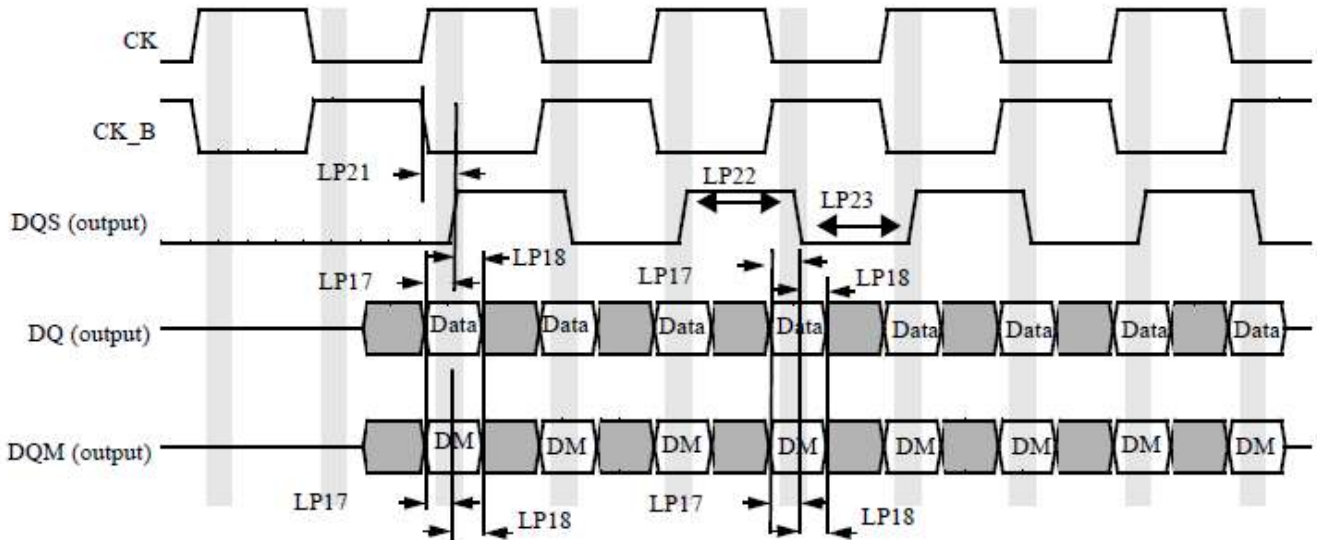 CK
CK_B
LP21
LP22
LP23
DQS (output)
LP17
LP18
LP17
LP18
DQ (output)
Data Data Data Data Data Data Data Data
DQM (output)
DM DM DM DM DM DM DM DM
LP17
LP18
LP17
LP18